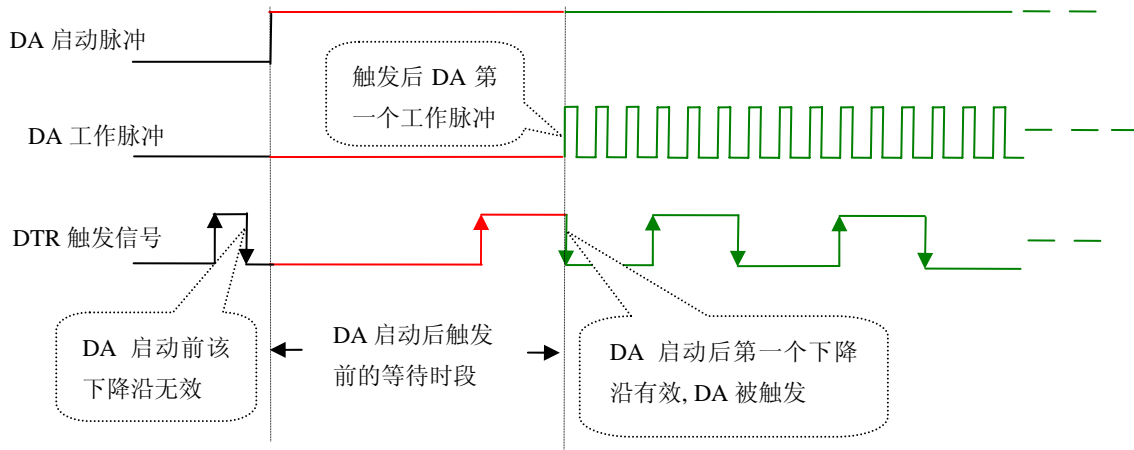 DA 启动脉冲
触发后 DA 第
一个工作脉冲
DA 工作脉冲
DTR 触发信号
DA 启动前该
下降沿无效
DA 启动后触发
前的等待时段
DA 启动后第一个下降
沿有效, DA 被触发